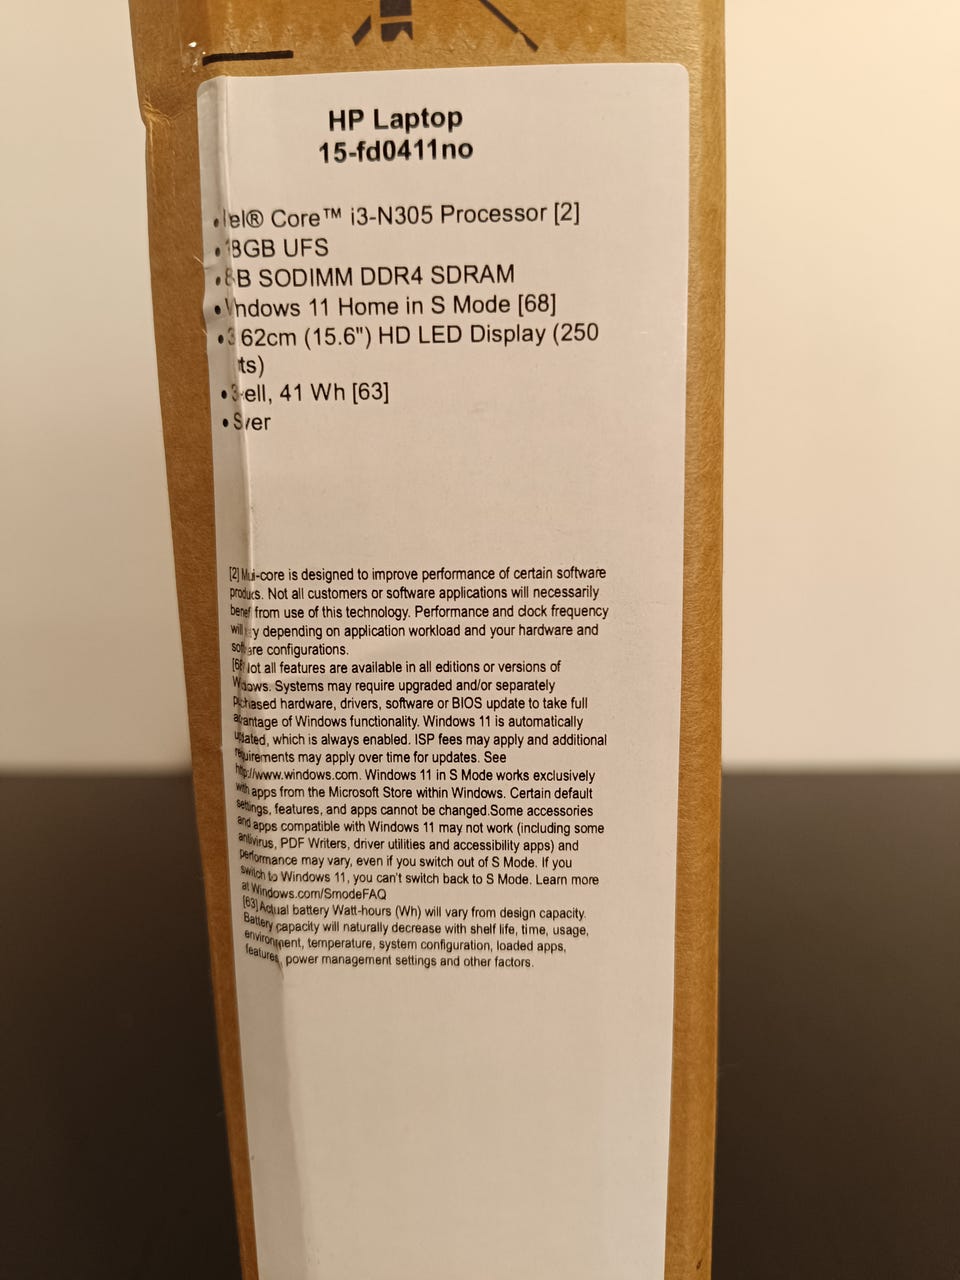 HP Laptop
15-fd0411no
Core™ i3-N305 Processor [2]
UFS
SODIMM DDR4 SDRAM
11 Home in S Mode [68]
(15.6") HD LED Display (250
41 Wh [63]
[2] is designed to improve performance of certain software
Not all customers or software applications will necessarily
from use of this technology. Performance and clock frequency
will depending on application workload and your hardware and
configurations.
not all features are available in all editions or versions of
Systems may require upgraded and/or separately
hardware, drivers, software or BIOS update to take full
of Windows functionality. Windows 11 is automatically
which is always enabled. ISP fees may apply and additional
requirements may apply over time for updates. See
http://www.windows.com. Windows 11 in S Mode works exclusively
with apps from the Microsoft Store within Windows. Certain default
settings, features, and apps cannot be changed.Some accessories
and apps compatible with Windows 11 may not work (including some
antivirus, PDF Writers, driver utilities and accessibility apps) and
performance may vary, even if you switch out of S Mode. If you
switch to Windows 11, you can't switch back to S Mode. Learn more
at Windows.com/SmodeFAQ
[63] Actual battery Watt-hours (Wh) will vary from design capacity.
Battery capacity will naturally decrease with shelf life, time, usage,
environment, temperature, system configuration, loaded apps,
features, power management settings and other factors.